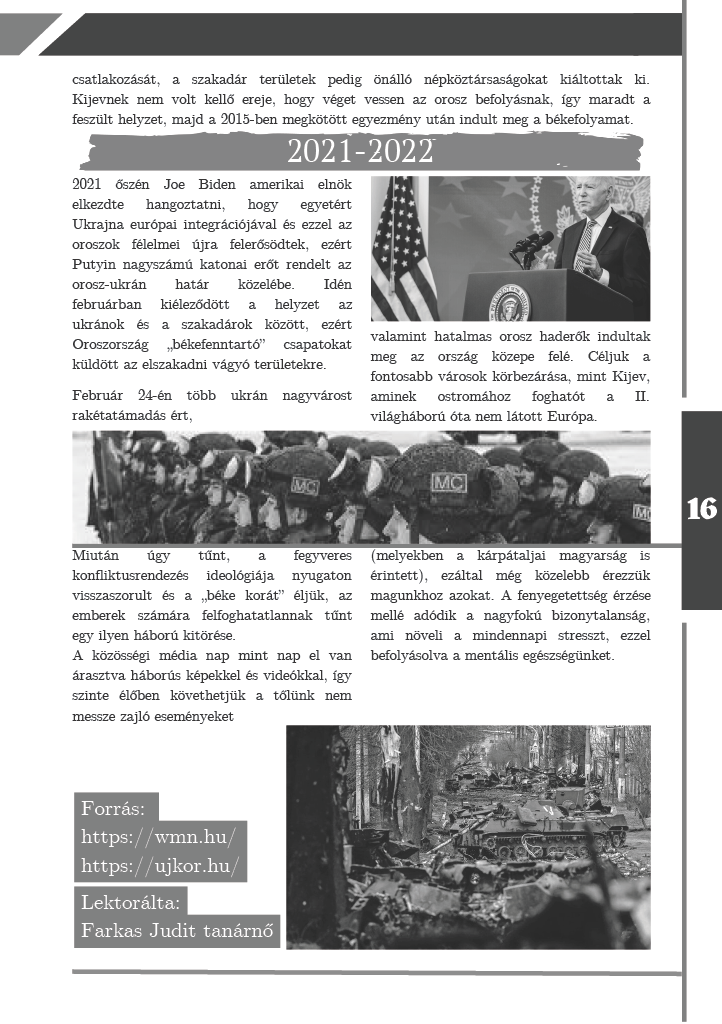 csatlakozását, a szakadár területek pedig önálló népköztársaságokat kiáltottak ki.
Kijevnek nem volt kellő ereje, hogy véget vessen az orosz befolyásnak, így maradt a
feszült helyzet, majd a 2015-ben megkötött egyezmény után indult meg a békefolyamat.
2021-2022
2021 őszén Joe Biden amerikai elnök
elkezdte hangoztatni, hogy egyetért
Ukrajna európai integrációjával és ezzel az
oroszok félelmei újra felerősödtek, ezért
Putyin nagyszámú katonai erőt rendelt az
orosz-ukrán határ közelébe. Idén
februárban kiéleződött a helyzet az
ukránok és a szakadárok között, ezért
Oroszország „békefenntartó” csapatokat
küldött az elszakadni vágyó területekre.
Február 24-én több ukrán nagyvárost
rakétatámadás ért,
valamint hatalmas orosz haderők indultak
meg az ország közepe felé. Céljuk a
fontosabb városok körbezárása, mint Kijev,
aminek ostromához foghatót a II.
világháború óta nem látott Európa.
MC
MC
MC
16
Miután úgy tűnt, a fegyveres
konfliktusrendezés ideológiája nyugaton
visszaszorult és a „béke korát” éljük, az
emberek számára felfoghatatlannak tűnt
egy ilyen háború kitörése.
A közösségi média nap mint nap el van
árasztva háborús képekkel és videókkal, így
szinte élőben követhetjük a tőlünk nem
messze zajló eseményeket
(melyekben a kárpátaljai magyarság is
érintett), ezáltal még közelebb érezzük
magunkhoz azokat. A fenyegetettség érzése
mellé adódik a nagyfokú bizonytalanság,
ami növeli a mindennapi stresszt, ezzel
befolyásolva a mentális egészségünket.
V
Forrás:
https://wmn.hu/
https://ujkor.hu/
Lektorálta:
Farkas Judit tanárnő